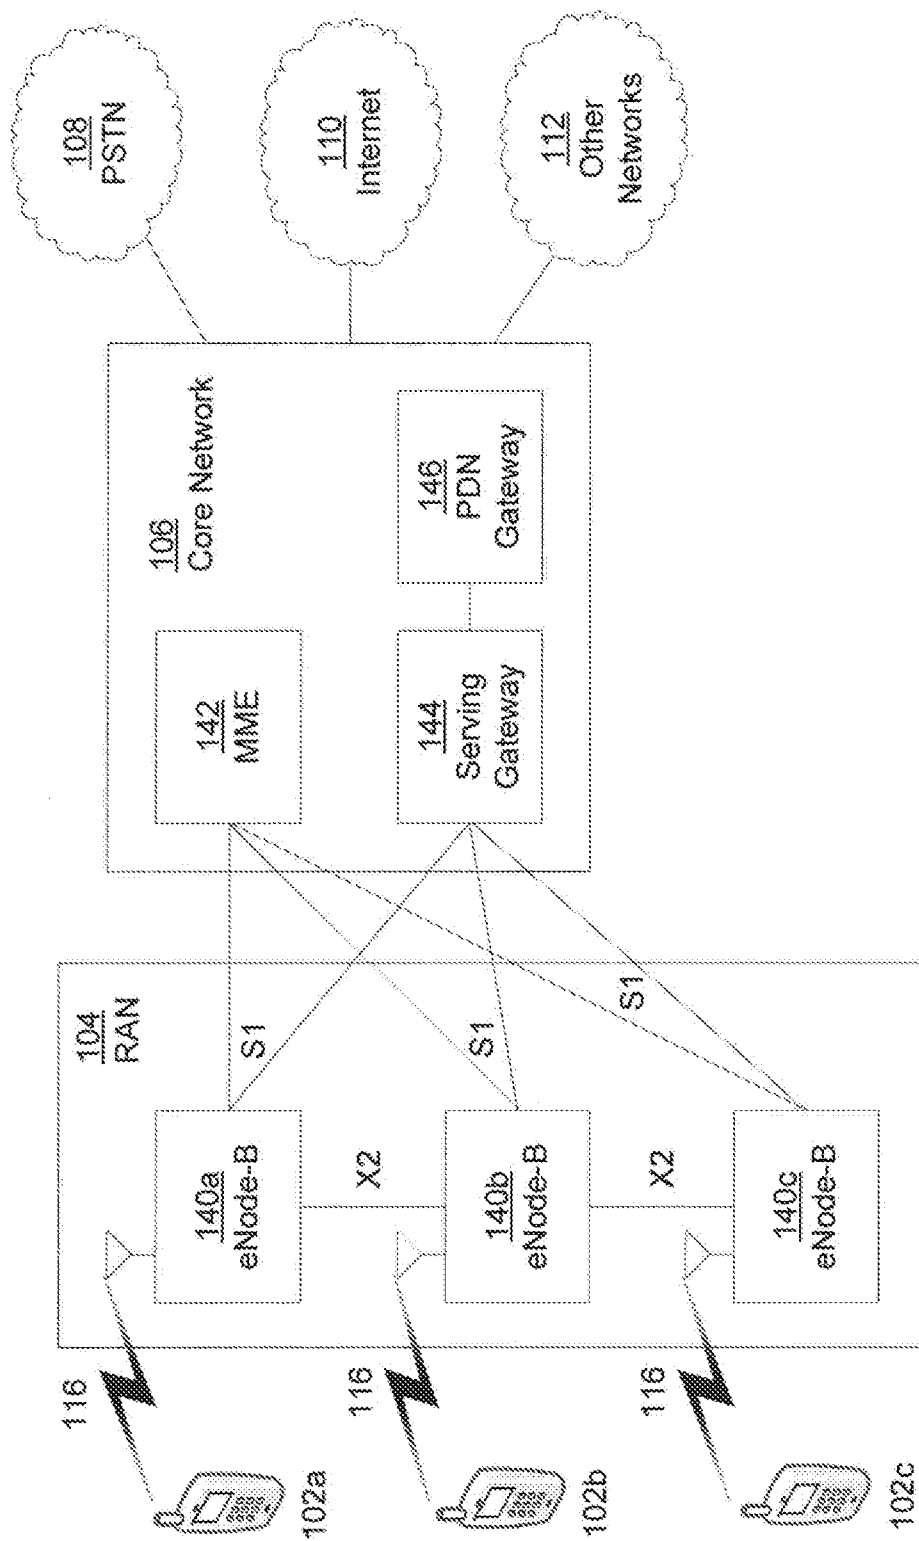 102a
116
104
RAN
140a
eNode-B
S1
X2
102b
116
140b
eNode-B
S1
X2
102c
116
140c
eNode-B
S1
106
Core Network
142
MME
144
Serving
Gateway
146
PDN
Gateway
108
PSTN
110
Internet
112
Other
Networks